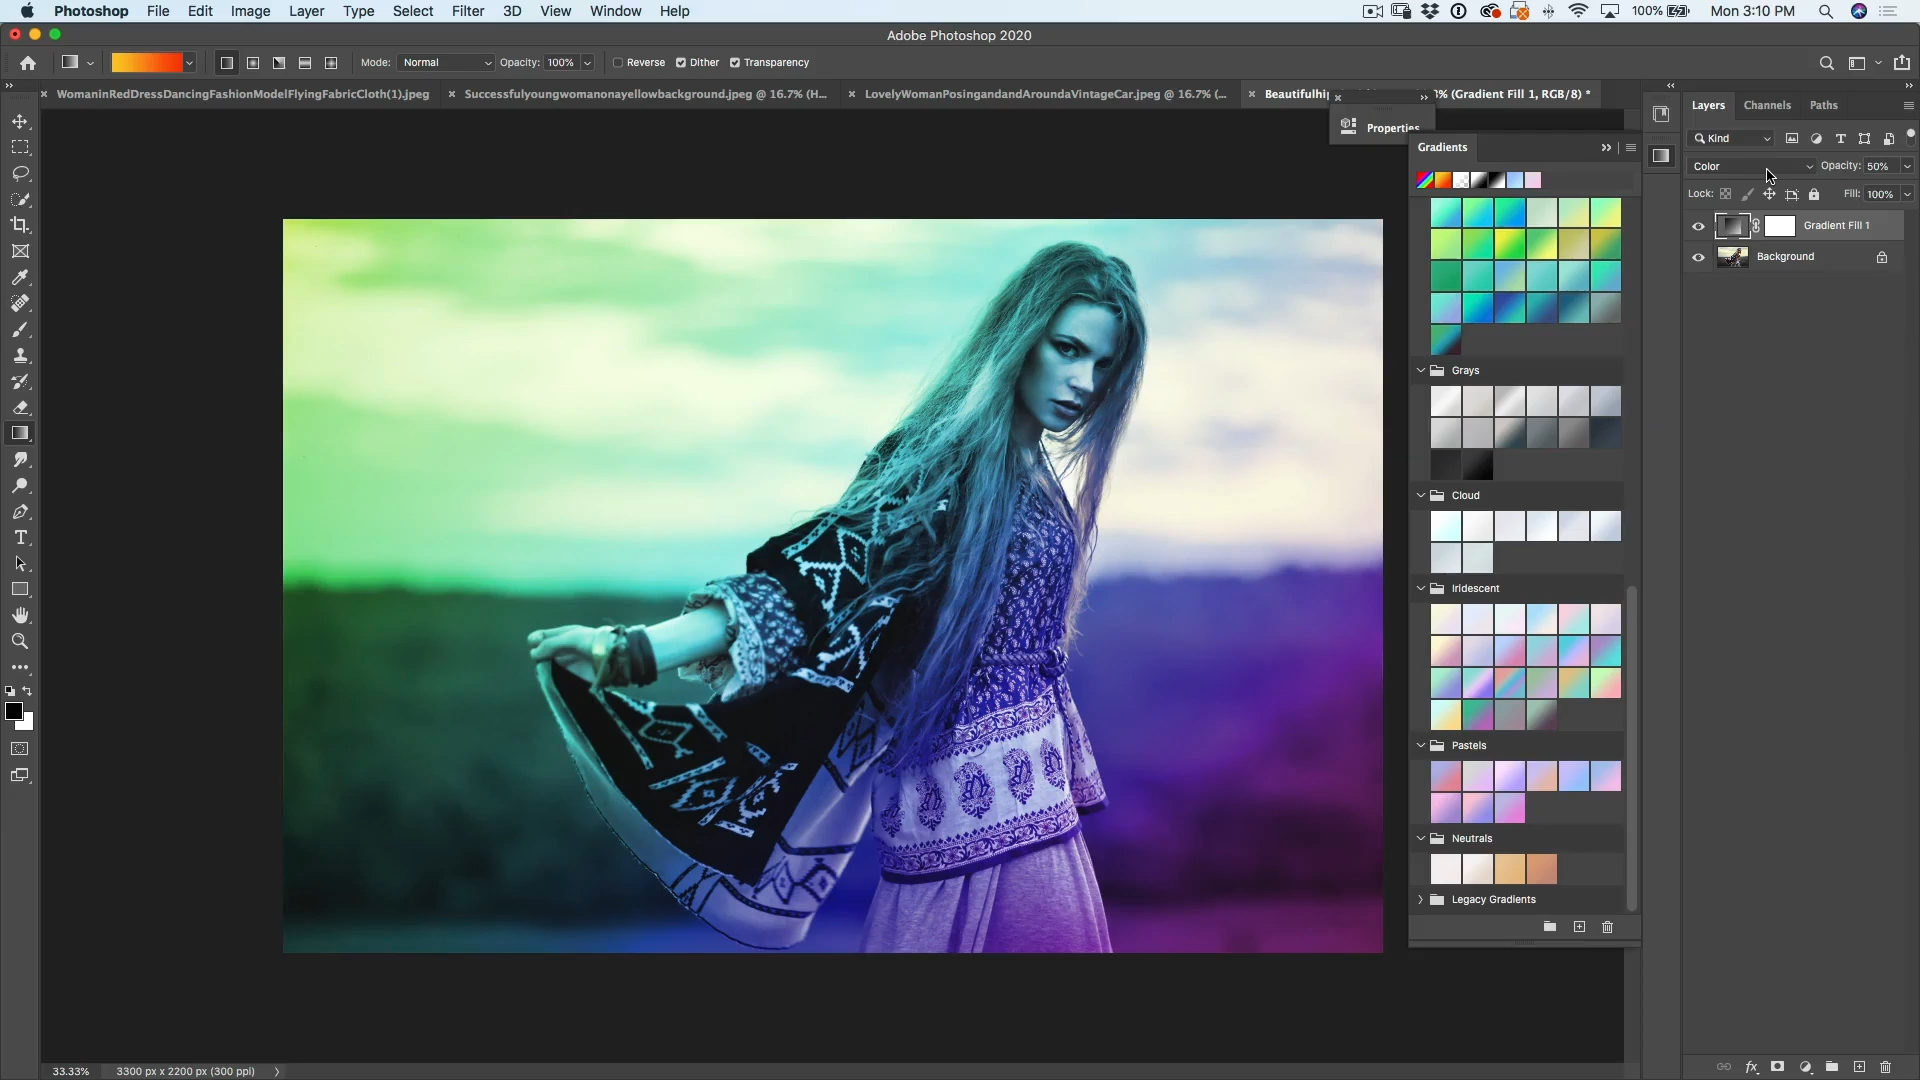 Photoshop File Edit Image Layer Type Select Filter 3D View Window Help 100% Mon 3:10 PM
Adobe Photoshop 2020
Mode: Normal Opacity: 100% Reverse Dither Transparency
WomaninRedDressDancingFashionModelFlyingFabricCloth(1).jpeg Successfulyoungwomanonayellowbackground.jpeg @ 16.7% (H... LovelyWomanPosingandandAroundaVintageCar.jpeg @ 16.7% (... Beautifulhip % (Gradient Fill 1, RGB/8) *
Properties
Gradients
Grays
Cloud
Iridescent
Pastels
Neutrals
Legacy Gradients
Layers Channels Paths
Kind
Color Opacity: 50%
Lock: Fill: 100%
Gradient Fill 1
Background
33.33% 3300 px x 2200 px (300 ppi)